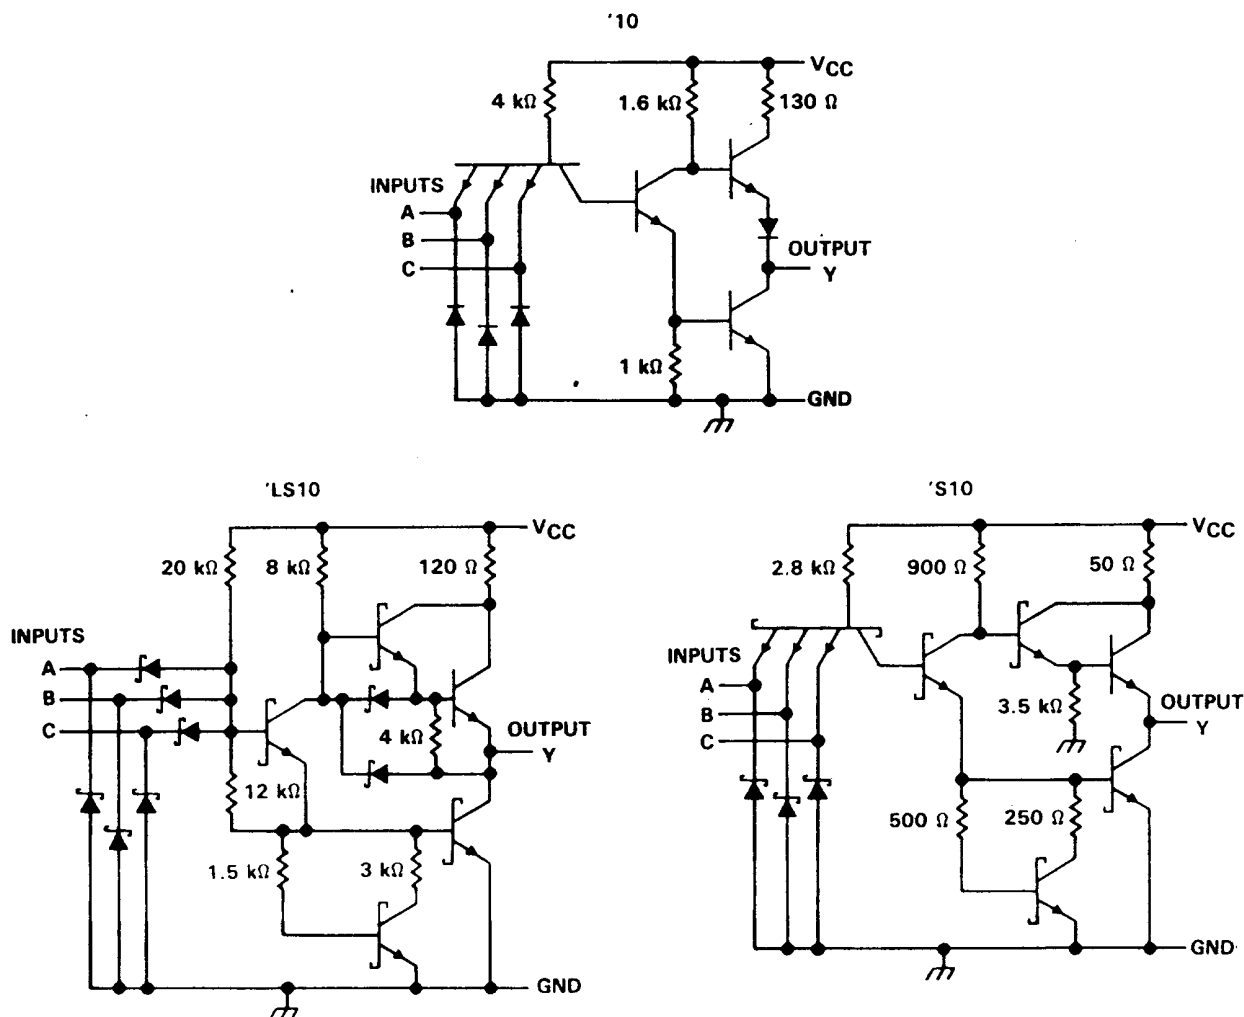 '10
VCC
4 kΩ
1.6 kΩ
130 Ω
INPUTS
A
B
C
OUTPUT
Y
1 kΩ
GND
'LS10
VCC
20 kΩ
8 kΩ
120 Ω
INPUTS
A
B
C
4 kΩ
OUTPUT
Y
12 kΩ
1.5 kΩ
3 kΩ
GND
'S10
VCC
2.8 kΩ
900 Ω
50 Ω
INPUTS
A
B
C
3.5 kΩ
OUTPUT
Y
500 Ω
250 Ω
GND